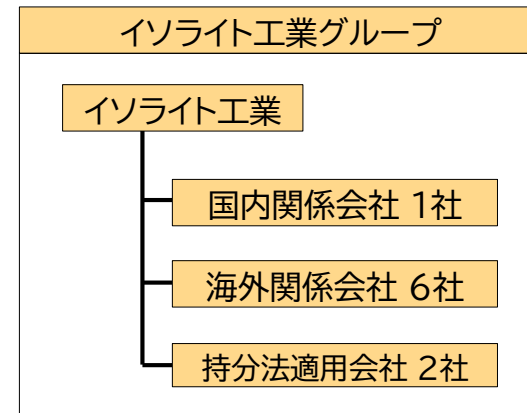 イソライト工業グループ
イソライト工業
国内関係会社 1社
海外関係会社 6社
持分法適用会社 2社